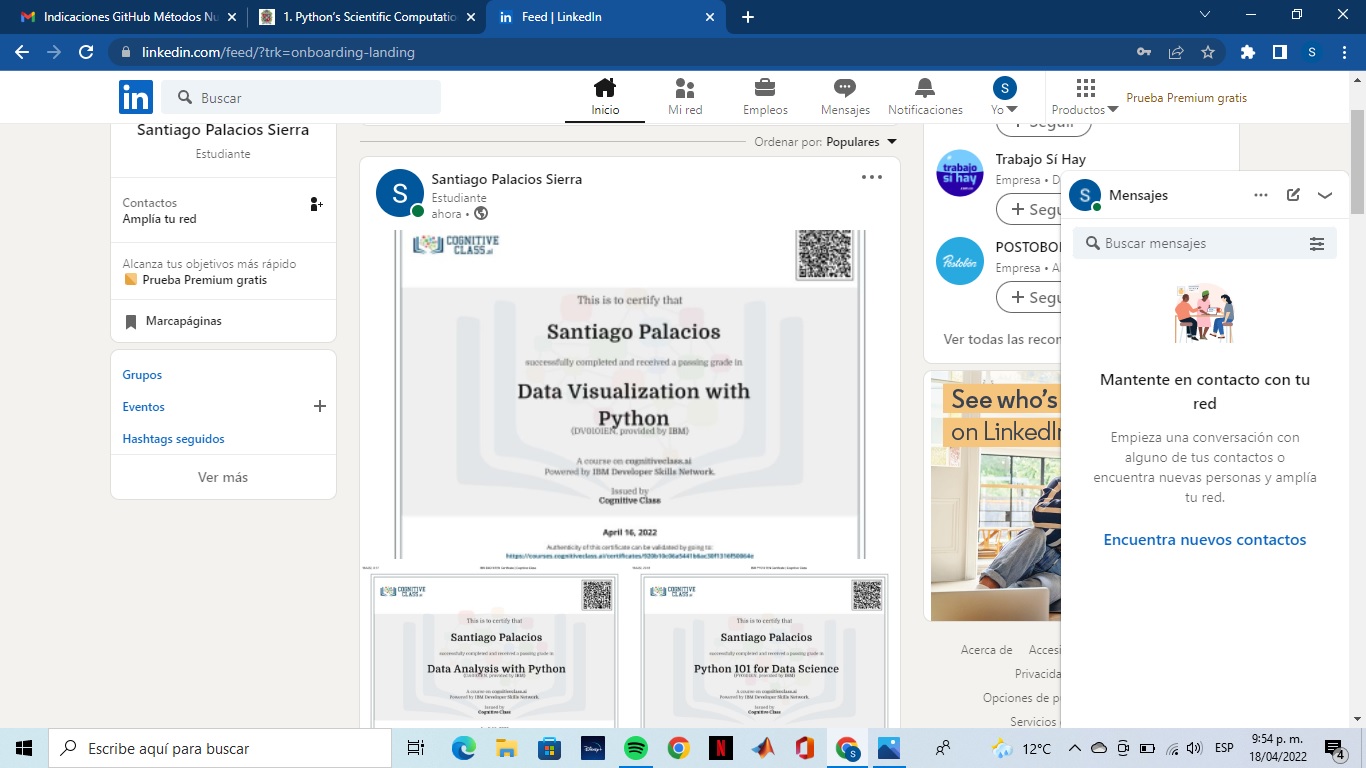 Indicaciones GitHub Métodos Nu
1. Python's Scientific Computatio
Feed | LinkedIn
linkedin.com/feed/?trk=onboarding-landing
S
in
Buscar
Inicio
Mi red
Empleos
Mensajes
Notificaciones
S
Yo
Productos
Prueba Premium gratis
Santiago Palacios Sierra
Estudiante
Contactos
Amplía tu red
Alcanza tus objetivos más rápido
Prueba Premium gratis
Marcapáginas
Grupos
Eventos
Hashtags seguidos
Ver más
Ordenar por: Populares
S
Santiago Palacios Sierra
Estudiante
ahora •
COGNITIVE
CLASS.ai
This is to certify that
Santiago Palacios
successfully completed and received a passing grade in
Data Visualization with
Python
(DV0101EN, provided by IBM)
A course on cognitiveclass.ai
Powered by IBM Developer Skills Network.
Issued by
Cognitive Class
April 16, 2022
Authenticity of this certificate can be validated by going to:
COGNITIVE
CLASS.ai
This is to certify that
Santiago Palacios
successfully completed and received a passing grade in
Data Analysis with Python
A course on cognitiveclass.ai
Powered by IBM Developer Skills Network.
Issued by
Cognitive Class
COGNITIVE
CLASS.ai
This is to certify that
Santiago Palacios
successfully completed and received a passing grade in
Python 101 for Data Science
A course on cognitiveclass.ai
Powered by IBM Developer Skills Network.
Issued by
Cognitive Class
+ Seguir
trabajo
si hay
Trabajo Sí Hay
Empresa • D
+ Segu
Postobón
POSTOBO
Empresa • A
+ Segu
Ver todas las recor
See who's
on LinkedIn
Acerca de
Accesi
Privacida
Opciones de pu
Servicios
S
Mensajes
Buscar mensajes
Mantente en contacto con tu
red
Empieza una conversación con
alguno de tus contactos o
encuentra nuevas personas y amplía
tu red.
Encuentra nuevos contactos
Escribe aquí para buscar
Disney+
N
S
12°C
ESP
9:54 p. m.
18/04/2022
4